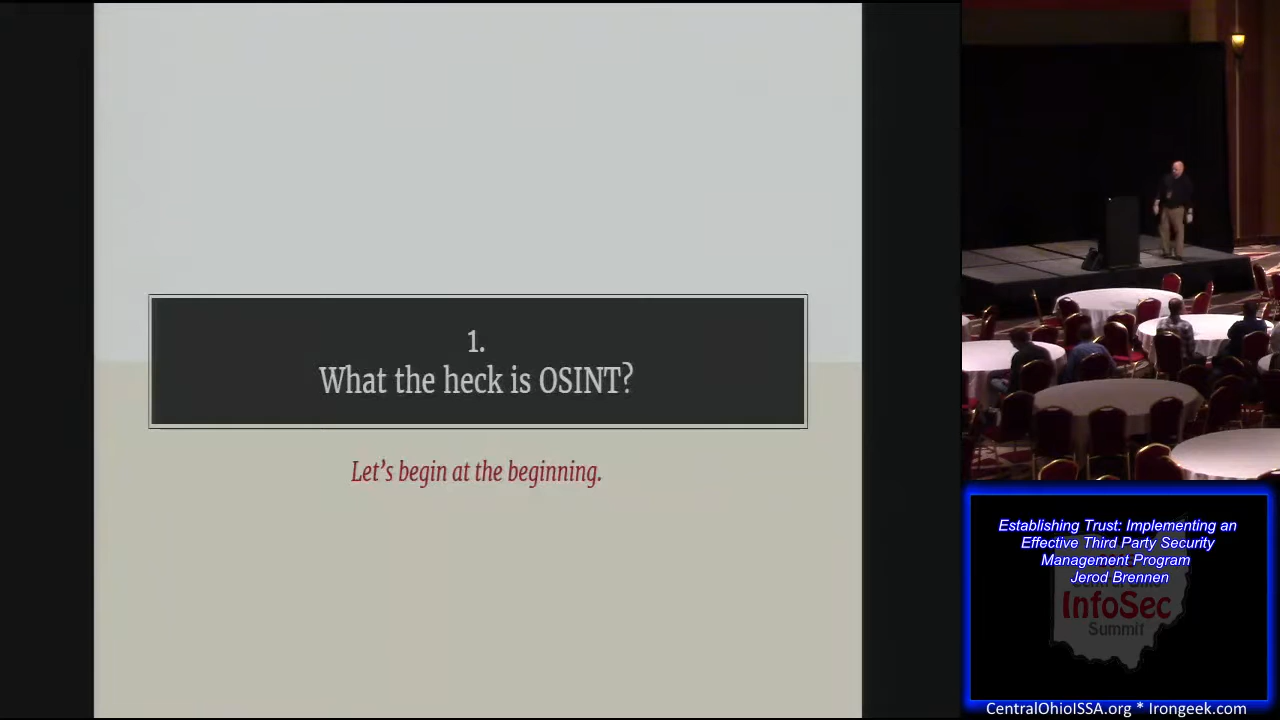 1.
What the heck is OSINT?
Let's begin at the beginning.
Establishing Trust: Implementing an
Effective Third Party Security
Management Program
Jerod Brennen
InfoSec
Summit
CentralOhioISSA.org * Irongeek.com